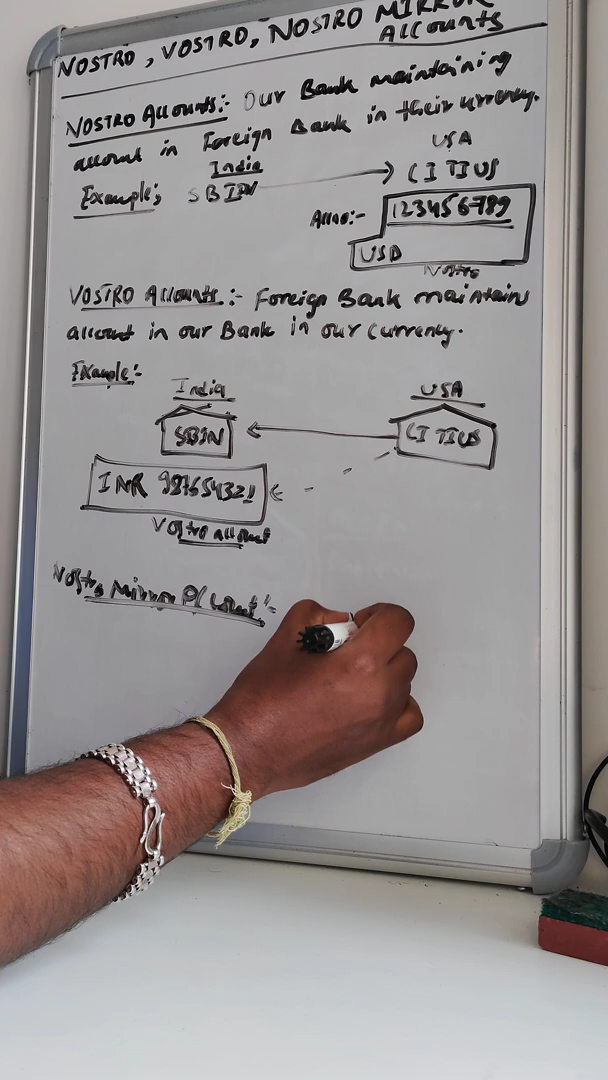 NOSTRO, VOSTRO, NOSTRO MIRROR
Accounts
NOSTRO Accounts:- Our Bank maintaining
account in Foreign Bank in their currency.
India
USA
Example; SBIN → CITIUS
Accno:- 123456789
USD
Nostro
VOSTRO Accounts:- Foreign Bank maintains
account in our Bank in our currency.
Example:-
India USA
SBIN CITIUS
INR 987654321
Vostro account
Nostro Mirror Account:-